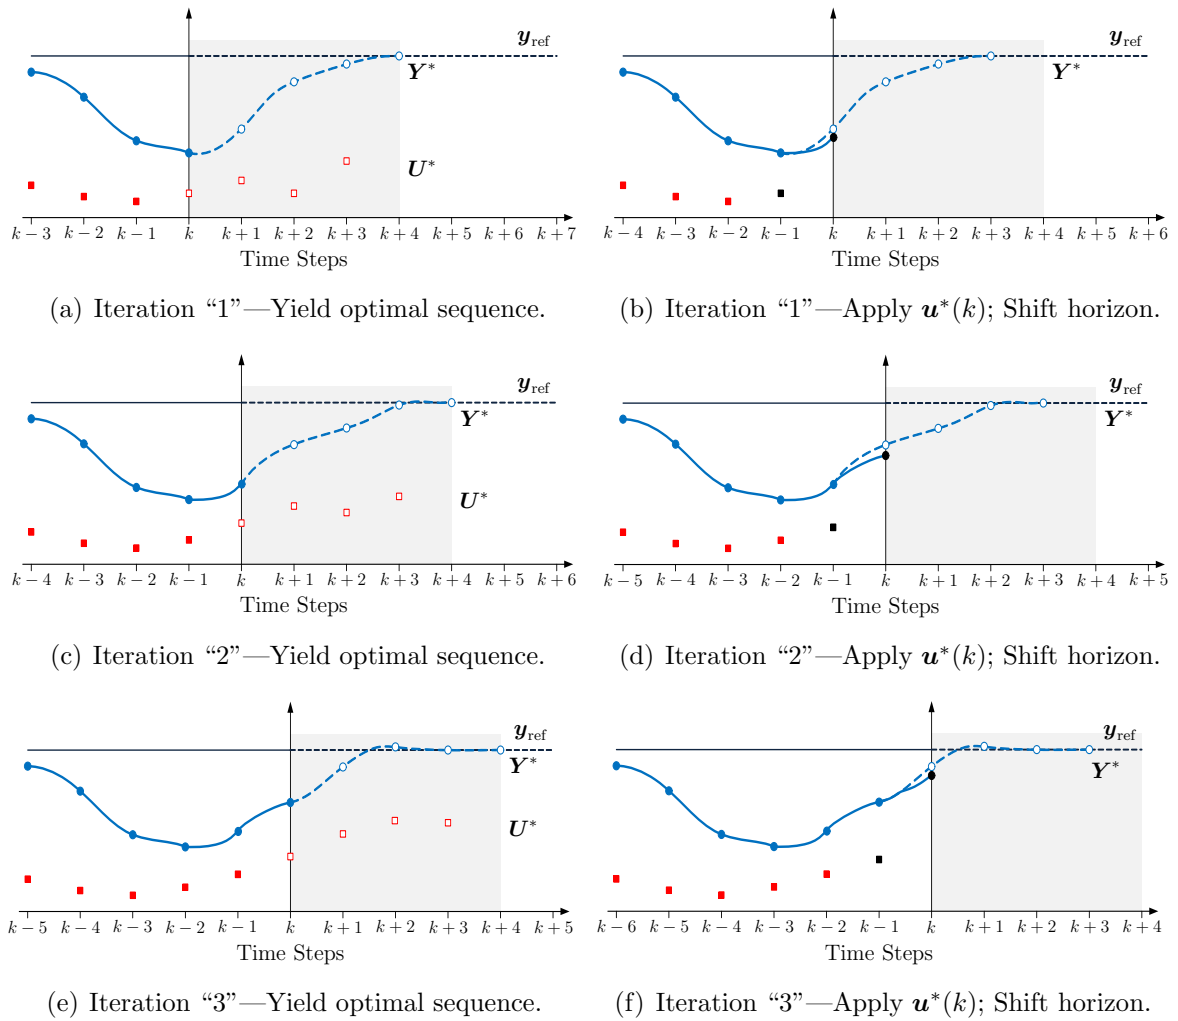 y_ref
Y*
U*
k − 3 k − 2 k − 1 k k + 1 k + 2 k + 3 k + 4 k + 5 k + 6 k + 7
Time Steps
(a) Iteration “1”—Yield optimal sequence.
y_ref
Y*
k − 4 k − 3 k − 2 k − 1 k k + 1 k + 2 k + 3 k + 4 k + 5 k + 6
Time Steps
(b) Iteration “1”—Apply u*(k); Shift horizon.
y_ref
Y*
U*
k − 4 k − 3 k − 2 k − 1 k k + 1 k + 2 k + 3 k + 4 k + 5 k + 6
Time Steps
(c) Iteration “2”—Yield optimal sequence.
y_ref
Y*
k − 5 k − 4 k − 3 k − 2 k − 1 k k + 1 k + 2 k + 3 k + 4 k + 5
Time Steps
(d) Iteration “2”—Apply u*(k); Shift horizon.
y_ref
Y*
U*
k − 5 k − 4 k − 3 k − 2 k − 1 k k + 1 k + 2 k + 3 k + 4 k + 5
Time Steps
(e) Iteration “3”—Yield optimal sequence.
y_ref
Y*
k − 6 k − 5 k − 4 k − 3 k − 2 k − 1 k k + 1 k + 2 k + 3 k + 4
Time Steps
(f) Iteration “3”—Apply u*(k); Shift horizon.